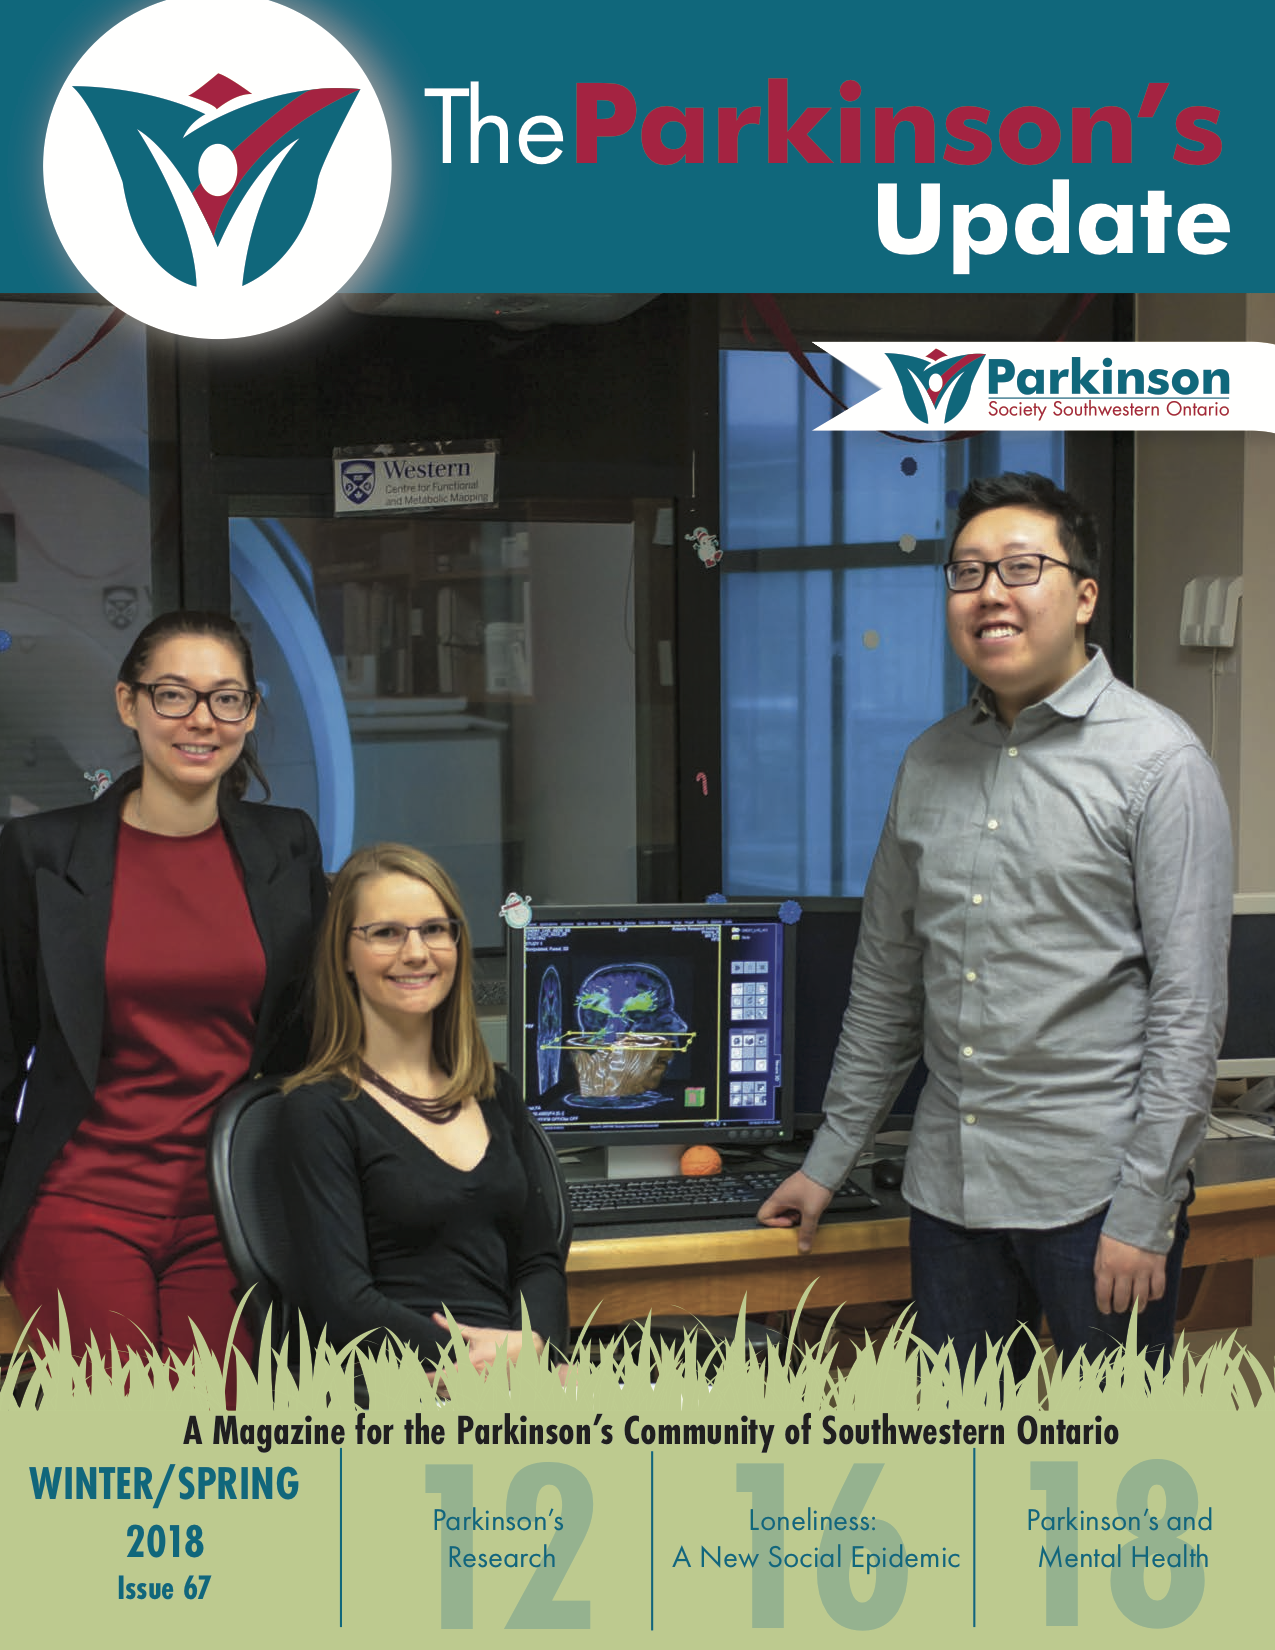 The Parkinson's
Update
Parkinson
Society Southwestern Ontario
Western
Centre for Functional
and Metabolic Mapping
A Magazine for the Parkinson's Community of Southwestern Ontario
WINTER/SPRING
2018
Issue 67
12
Parkinson's
Research
16
Loneliness:
A New Social Epidemic
18
Parkinson's and
Mental Health